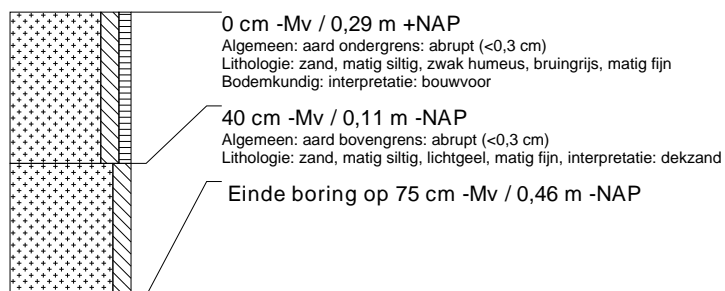 0 cm -Mv / 0,29 m +NAP
Algemeen: aard ondergrens: abrupt (<0,3 cm)
Lithologie: zand, matig siltig, zwak humeus, bruingrijs, matig fijn
Bodemkundig: interpretatie: bouwvoor
40 cm -Mv / 0,11 m -NAP
Algemeen: aard bovengrens: abrupt (<0,3 cm)
Lithologie: zand, matig siltig, lichtgeel, matig fijn, interpretatie: dekzand
Einde boring op 75 cm -Mv / 0,46 m -NAP